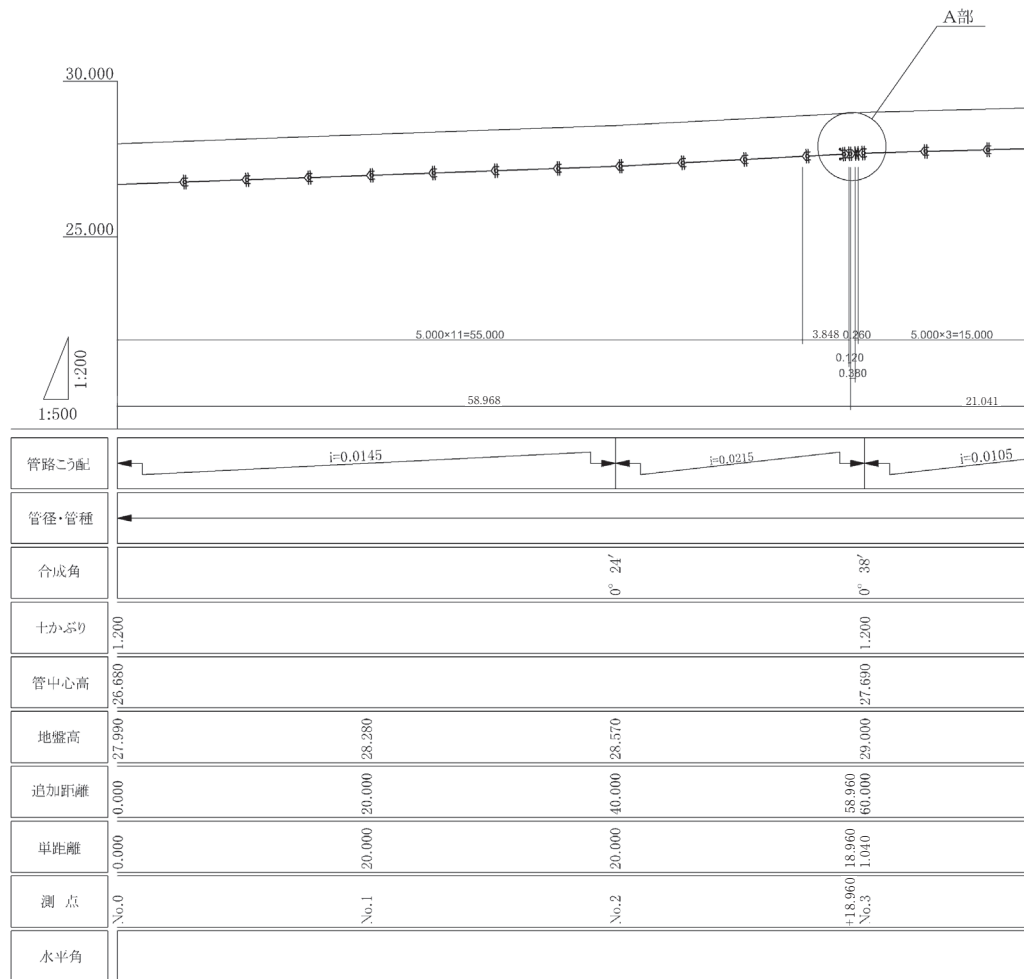 A部
30.000
25.000
5.000×11=55.000
3.848
0.260
5.000×3=15.000
0.120
0.380
1:200
1:500
58.968
21.041
管路こう配
i=0.0145
i=0.0215
i=0.0105
管径・管種
合成角
0° 24′
0° 38′
土かぶり
1.200
1.200
管中心高
26.680
27.690
地盤高
27.990
28.280
28.570
29.000
追加距離
0.000
20.000
40.000
58.960
60.000
単距離
0.000
20.000
20.000
18.960
1.040
測 点
No.0
No.1
No.2
+18.960
No.3
水平角